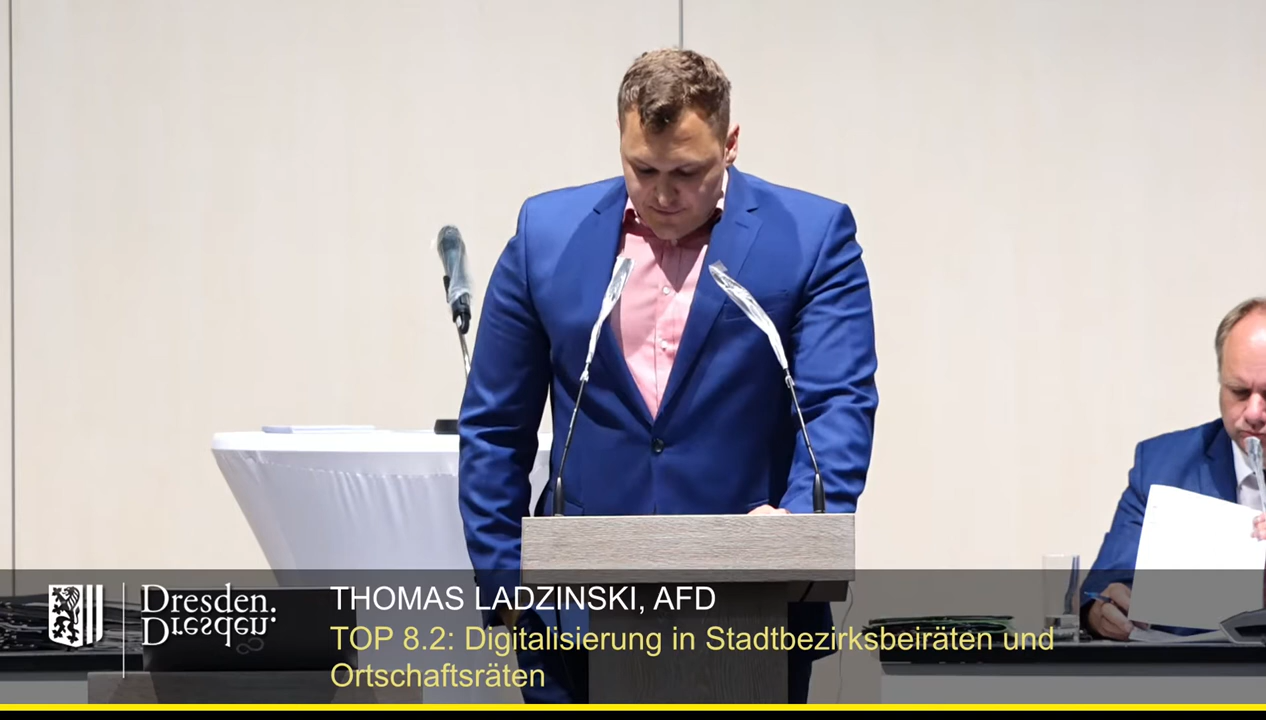 Dresden.
Dresden.
THOMAS LADZINSKI, AFD
TOP 8.2: Digitalisierung in Stadtbezirksbeiräten und
Ortschaftsräten